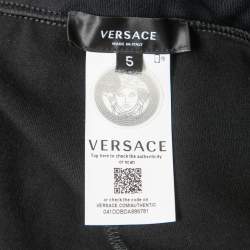 VERSACE
MADE IN ITALY
5
VERSACE
Tap here to check the authenticity
or scan
or check the code on
VERSACE.COM/AUTHENTIC